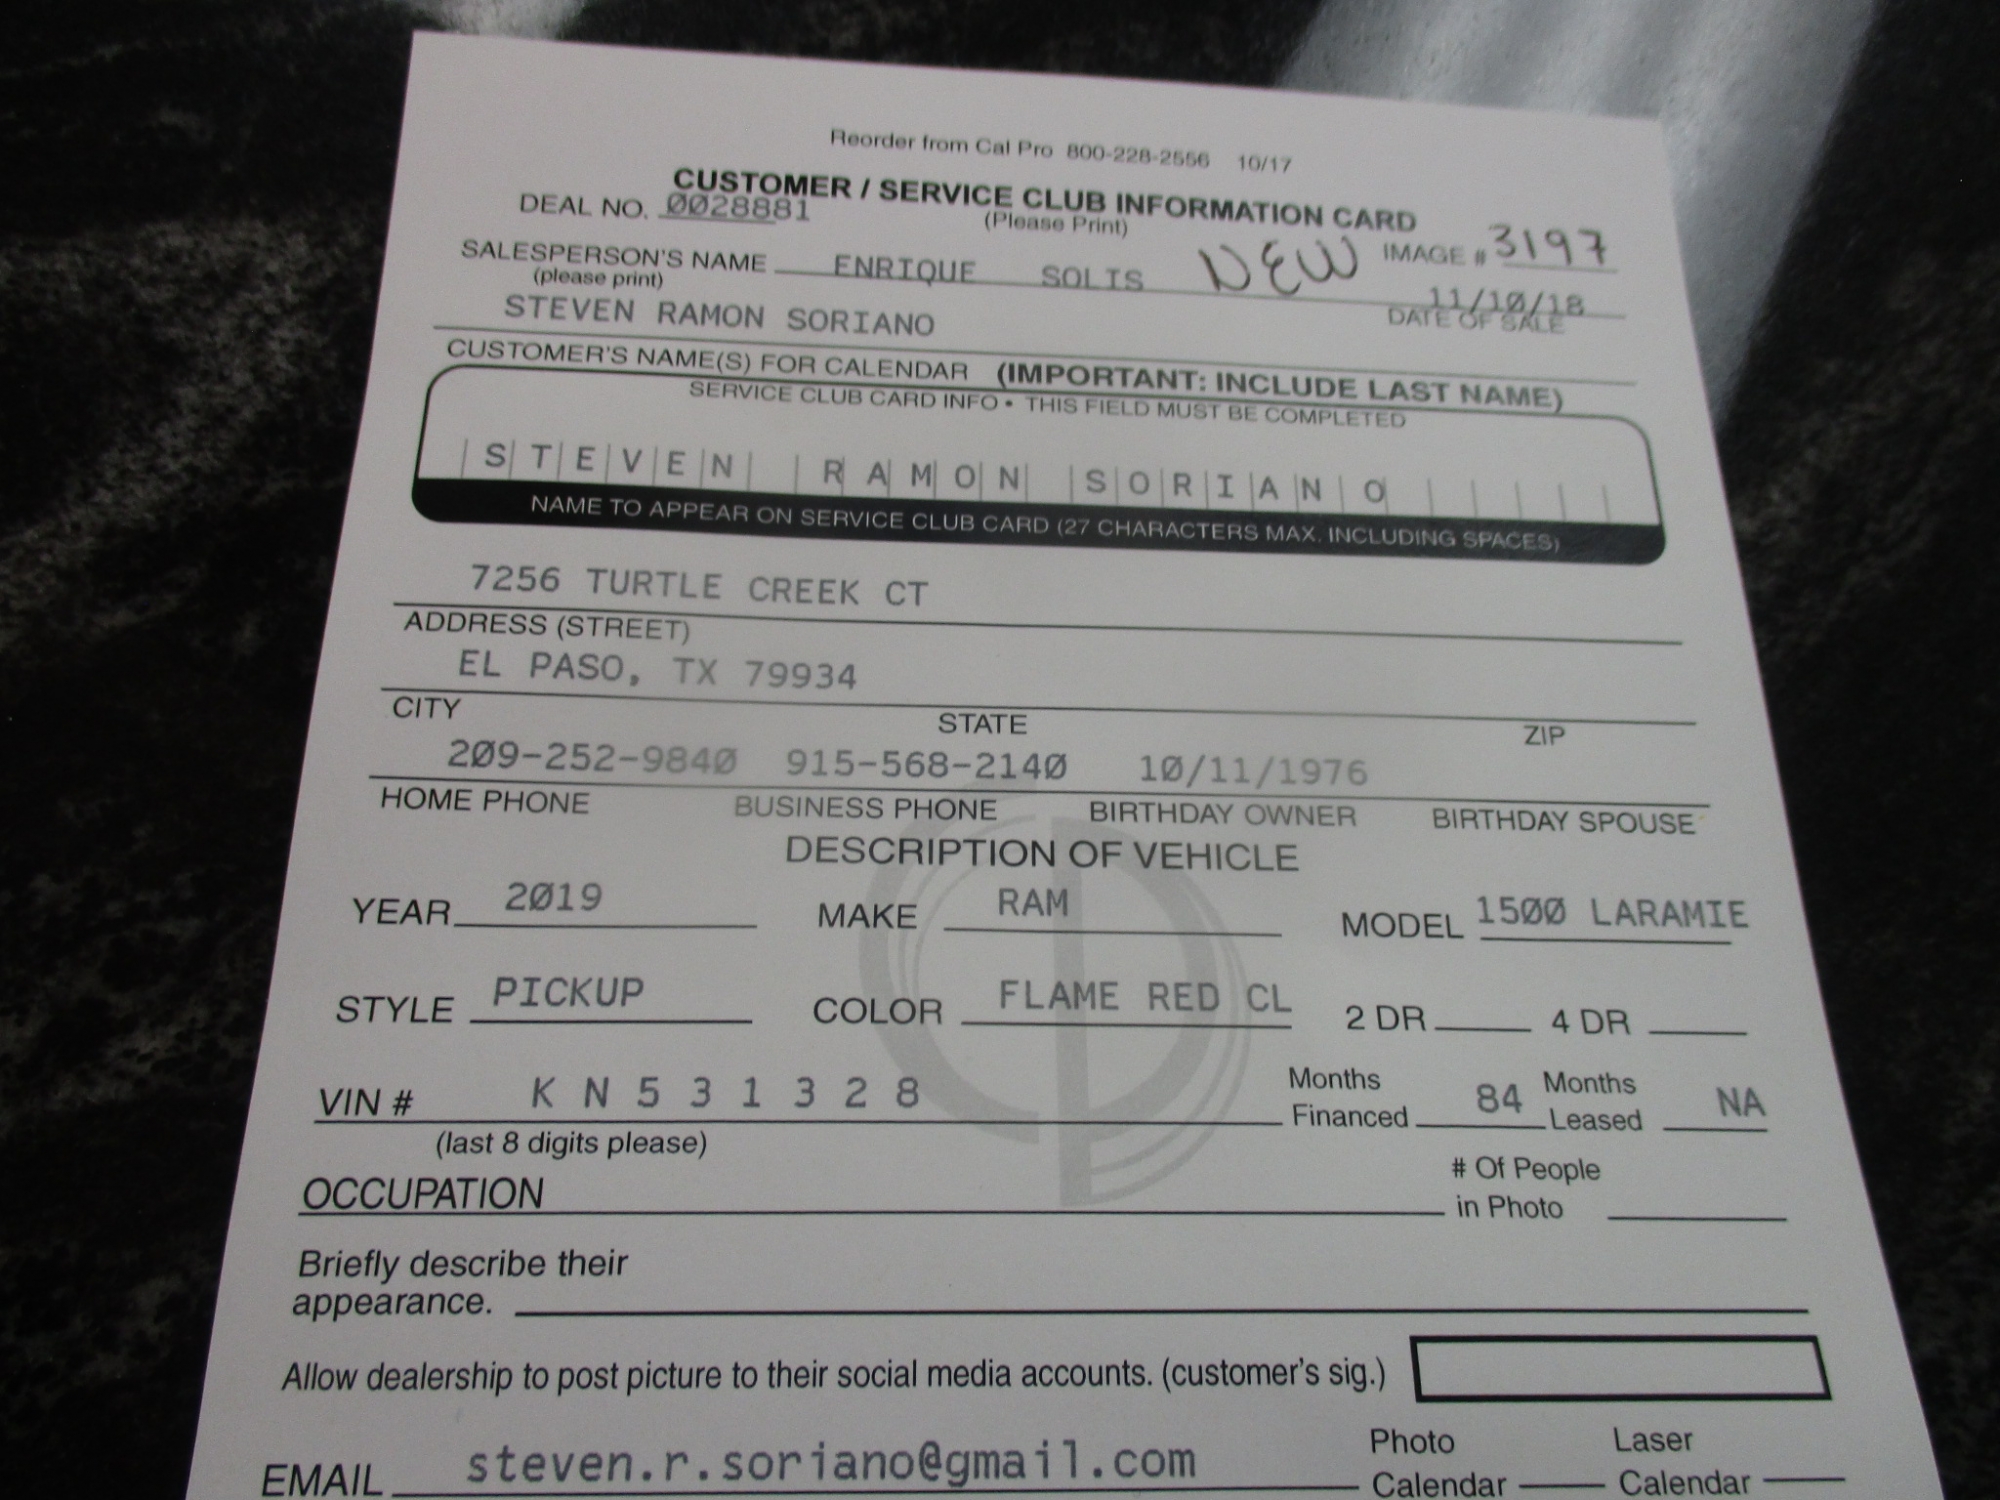 Reorder from Cal Pro 800-228-2556 10/17
CUSTOMER / SERVICE CLUB INFORMATION CARD
DEAL NO. 0028881 (Please Print)
SALESPERSON'S NAME ENRIQUE SOLIS NEW IMAGE # 3197
(please print)
11/10/18
STEVEN RAMON SORIANO DATE OF SALE
CUSTOMER'S NAME(S) FOR CALENDAR (IMPORTANT: INCLUDE LAST NAME)
SERVICE CLUB CARD INFO • THIS FIELD MUST BE COMPLETED
STEVEN RAMON SORIANO
NAME TO APPEAR ON SERVICE CLUB CARD (27 CHARACTERS MAX. INCLUDING SPACES)
7256 TURTLE CREEK CT
ADDRESS (STREET)
EL PASO, TX 79934
CITY STATE ZIP
209-252-9840 915-568-2140 10/11/1976
HOME PHONE BUSINESS PHONE BIRTHDAY OWNER BIRTHDAY SPOUSE
DESCRIPTION OF VEHICLE
YEAR 2019 MAKE RAM MODEL 1500 LARAMIE
STYLE PICKUP COLOR FLAME RED CL 2 DR 4 DR
VIN # K N 5 3 1 3 2 8 Months Financed 84 Months Leased NA
(last 8 digits please)
OCCUPATION # Of People in Photo
Briefly describe their
appearance.
Allow dealership to post picture to their social media accounts. (customer's sig.)
EMAIL steven.r.soriano@gmail.com Photo Calendar Laser Calendar